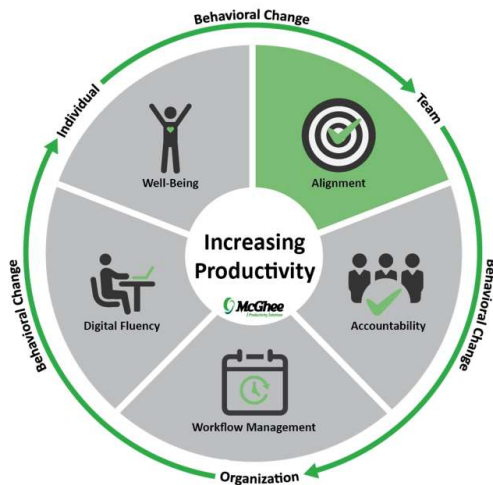 Behavioral Change
Individual
Team
Well-Being
Alignment
Increasing
Productivity
McGhee
Digital Fluency
Accountability
Behavioral Change
Behavioral Change
Workflow Management
Organization